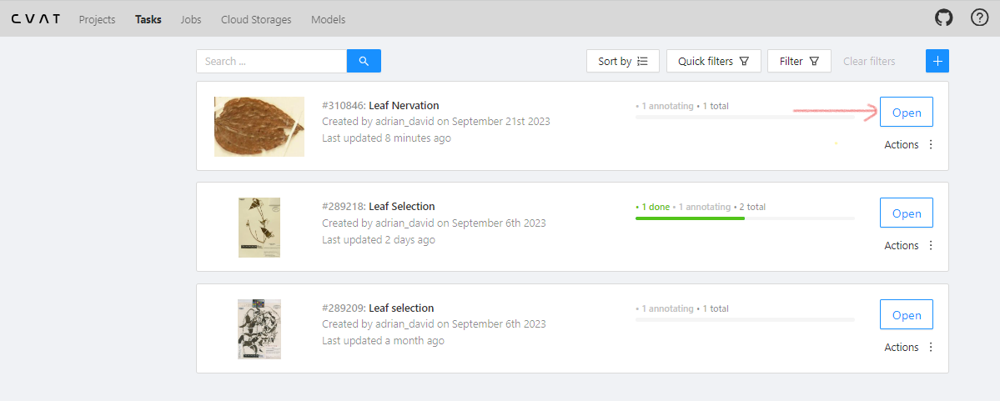 CVAT Projects Tasks Jobs Cloud Storages Models
Search ... Sort by Quick filters Filter Clear filters
#310846: Leaf Nervation
Created by adrian_david on September 21st 2023
Last updated 8 minutes ago
• 1 annotating • 1 total
Open
Actions
#289218: Leaf Selection
Created by adrian_david on September 6th 2023
Last updated 2 days ago
• 1 done • 1 annotating • 2 total
Open
Actions
#289209: Leaf selection
Created by adrian_david on September 6th 2023
Last updated a month ago
• 1 annotating • 1 total
Open
Actions